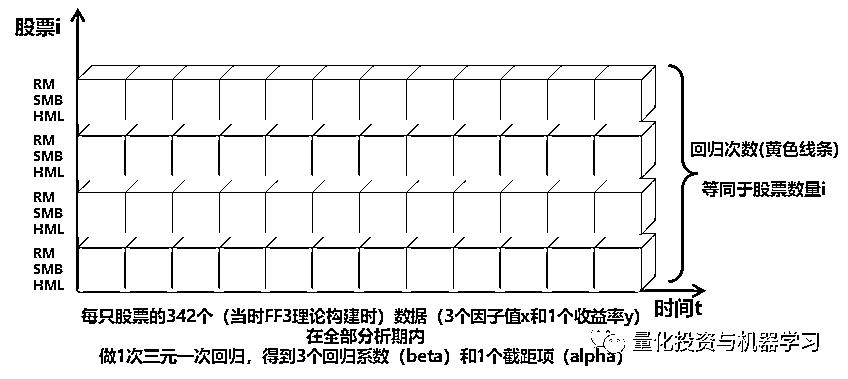 股票i
RM
SMB
HML
RM
SMB
HML
RM
SMB
HML
RM
SMB
HML
回归次数(黄色线条)
等同于股票数量i
时间t
每只股票的342个（当时FF3理论构建时）数据（3个因子值x和1个收益率y）
在全部分析期内
做1次三元一次回归，得到3个回归系数（beta）和1个截距项（alpha）
量化投资与机器学习